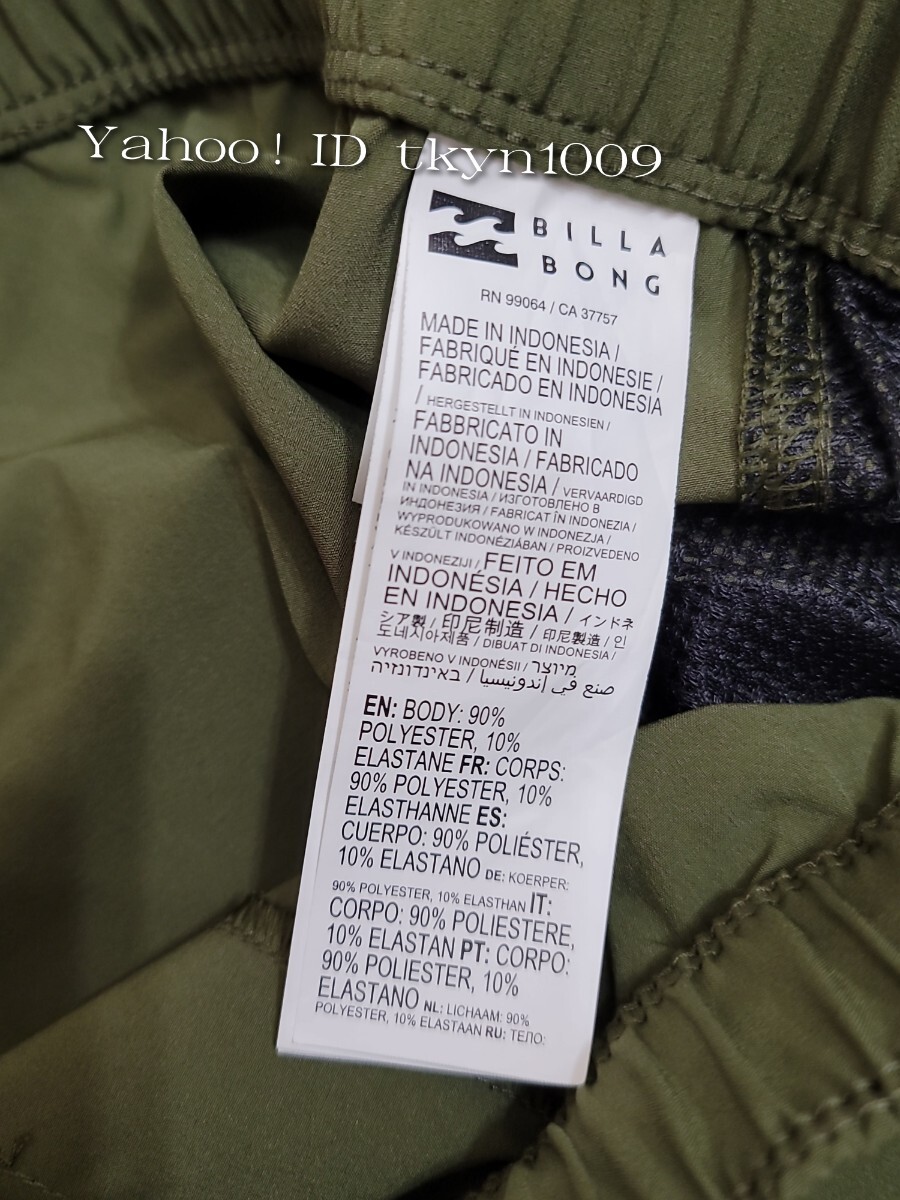 Yahoo! ID tkyn1009
BILLA
BONG
RN 99064 / CA 37757
MADE IN INDONESIA /
FABRIQUÉ EN INDONESIE /
FABRICADO EN INDONESIA
/ HERGESTELLT IN INDONESIEN /
FABBRICATO IN
INDONESIA / FABRICADO
NA INDONESIA / VERVAARDIGD
IN INDONESIA / ИЗГОТОВЛЕНО В
ИНДОНЕЗИЯ / FABRICAT ÎN INDONEZIA /
WYPRODUKOWANO W INDONEZJA /
KÉSZÜLT INDONÉZIÁBAN / PROIZVEDENO
V INDONEZIJI / FEITO EM
INDONÉSIA / HECHO
EN INDONESIA / インドネ
シア製 / 印尼制造 / 印尼製造 / 인
도네시아제품 / DIBUAT DI INDONESIA /
VYROBENO V INDONÉSII / מיוצר
באינדונזיה / صنع في إندونيسيا
EN: BODY: 90%
POLYESTER, 10%
ELASTANE FR: CORPS:
90% POLYESTER, 10%
ELASTHANNE ES:
CUERPO: 90% POLIÉSTER,
10% ELASTANO DE: KOERPER:
90% POLYESTER, 10% ELASTHAN IT:
CORPO: 90% POLIESTERE,
10% ELASTAN PT: CORPO:
90% POLIESTER, 10%
ELASTANO NL: LICHAAM: 90%
POLYESTER, 10% ELASTAAN RU: ТЕЛО: